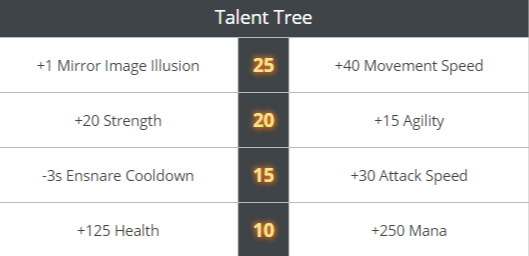 Talent Tree
+1 Mirror Image Illusion 25 +40 Movement Speed
+20 Strength 20 +15 Agility
-3s Ensnare Cooldown 15 +30 Attack Speed
+125 Health 10 +250 Mana